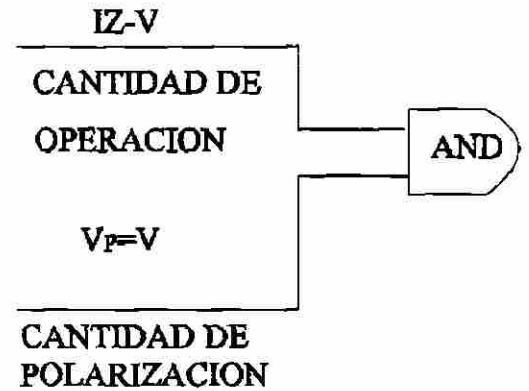 IZ-V
CANTIDAD DE
OPERACION
AND
VP=V
CANTIDAD DE
POLARIZACION